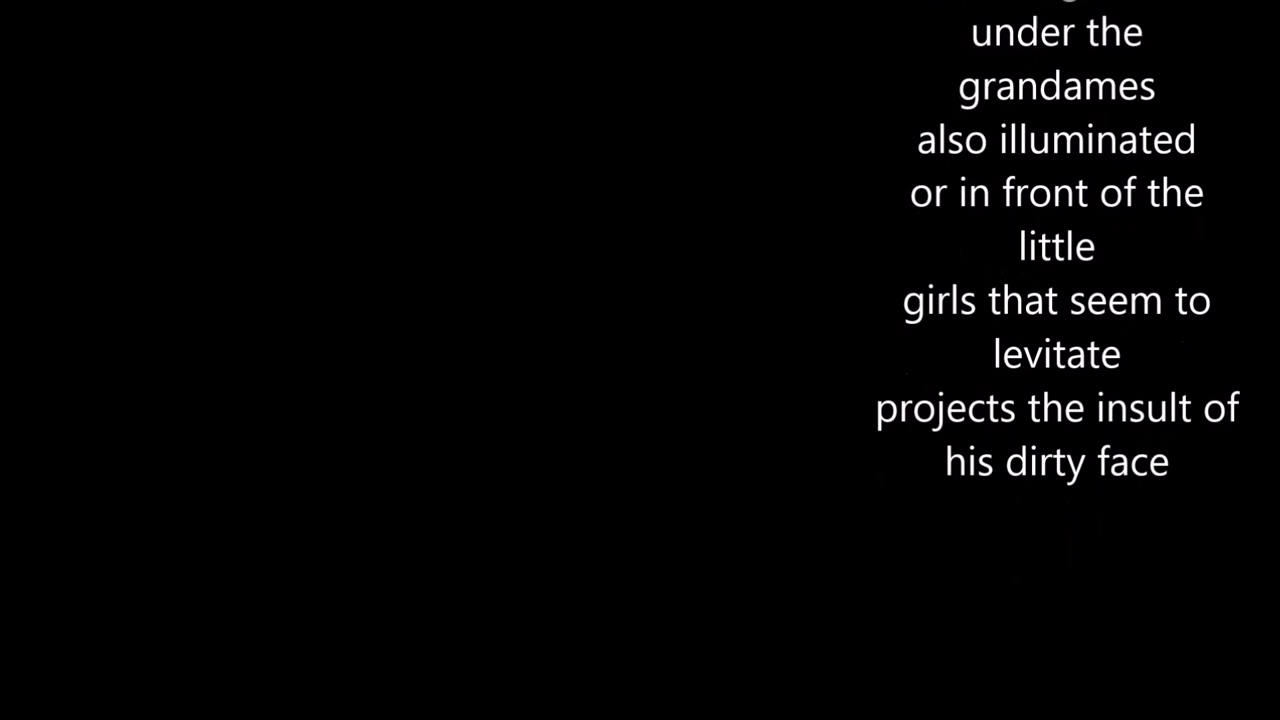 under the
grandames
also illuminated
or in front of the
little
girls that seem to
levitate
projects the insult of
his dirty face